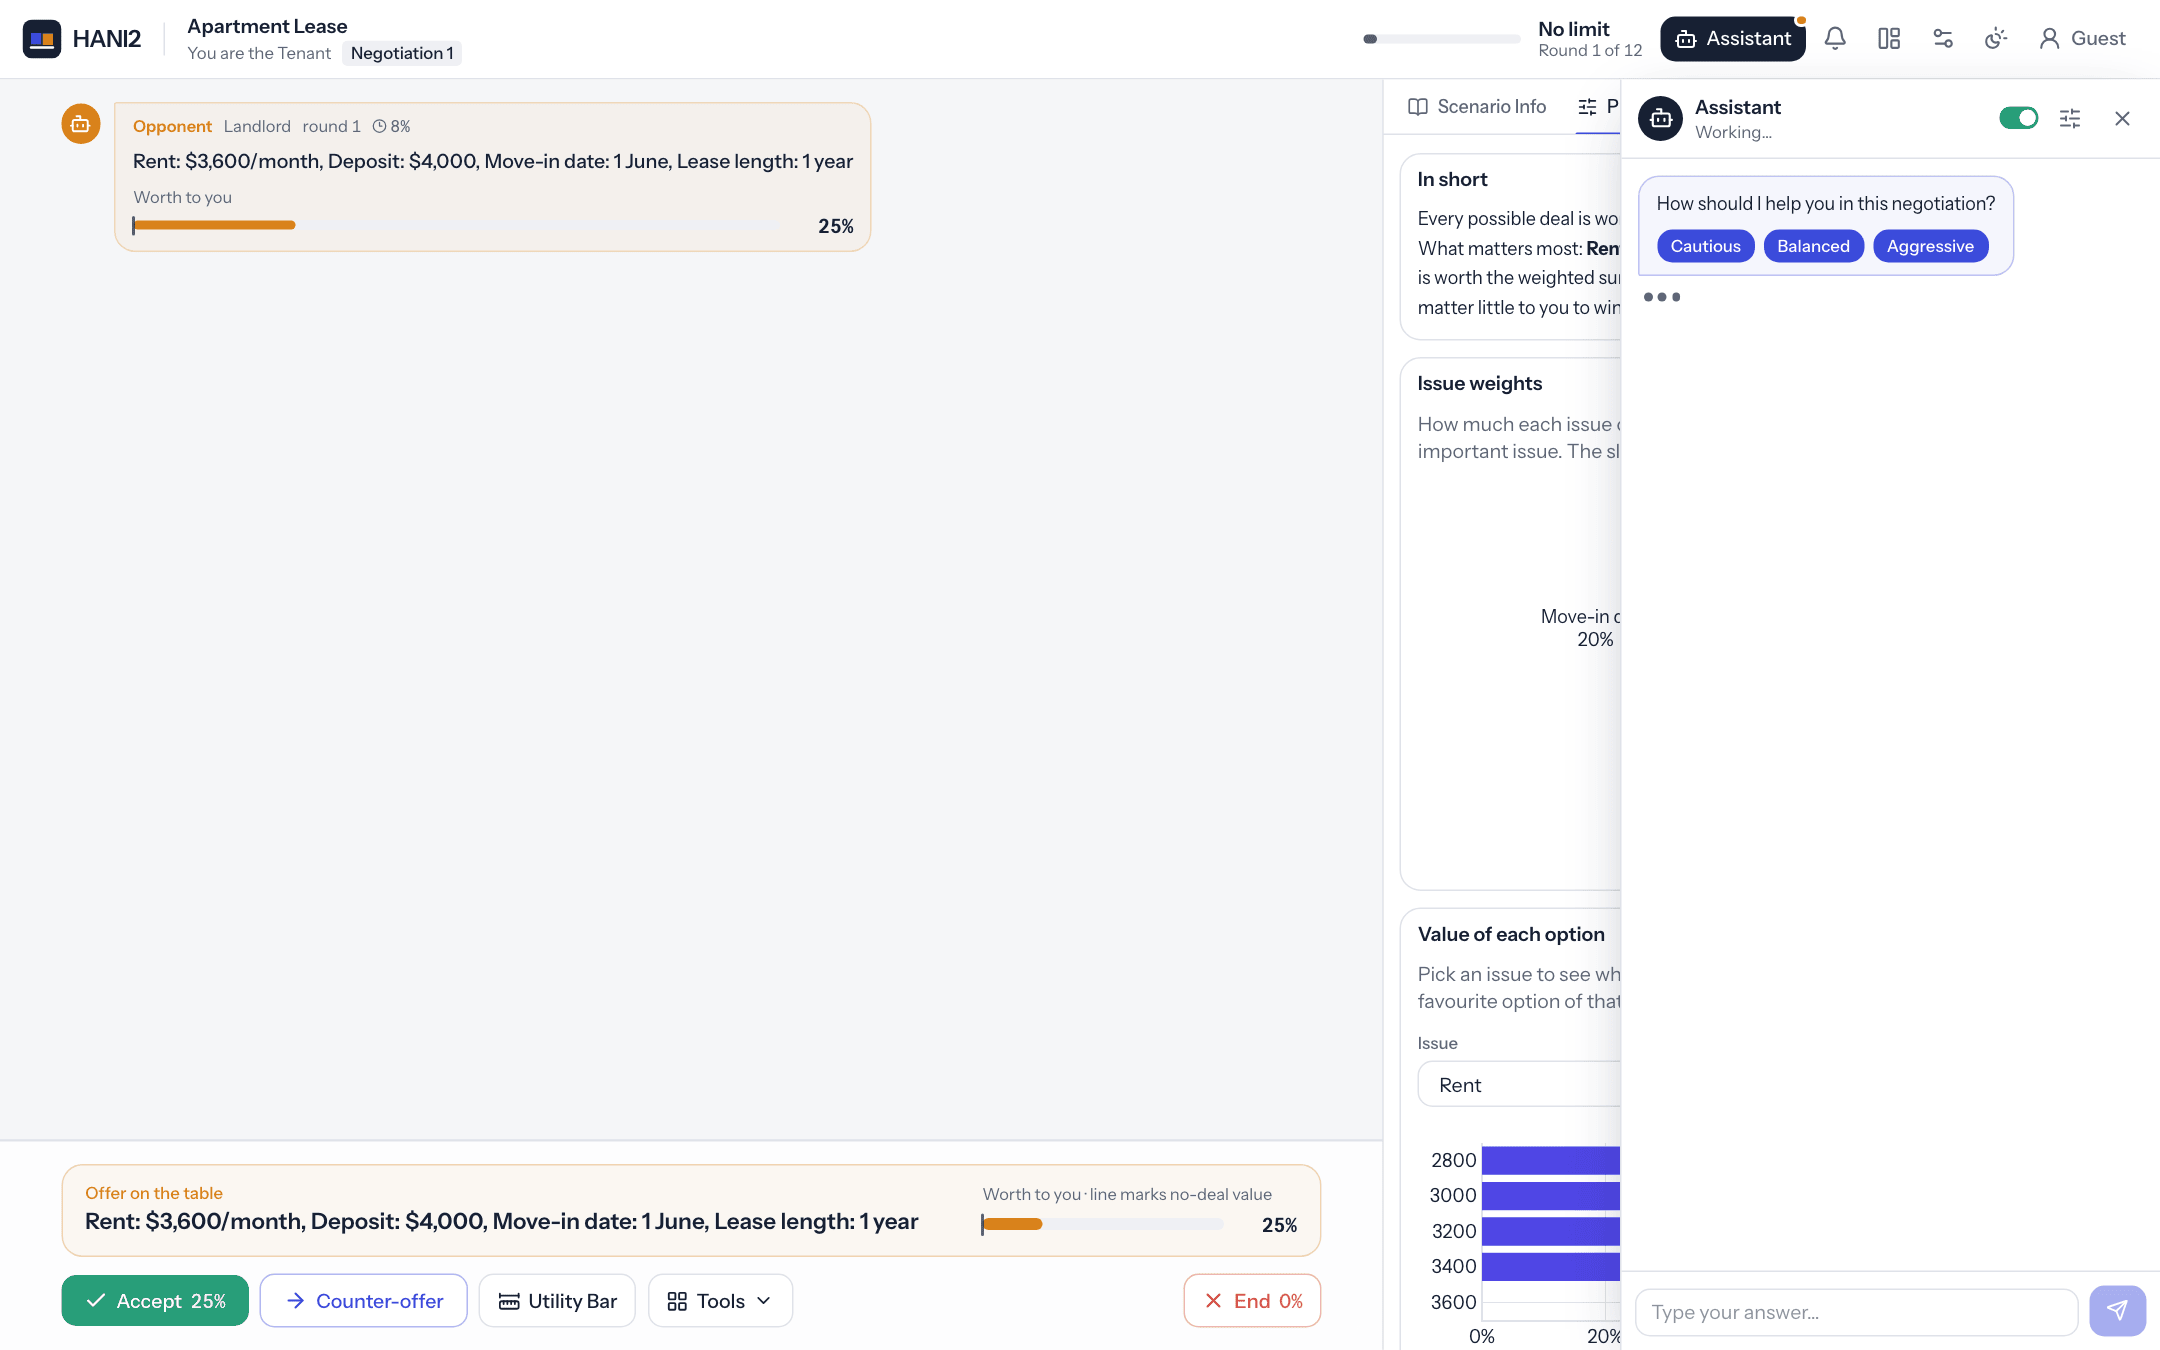 HANI2
Apartment Lease
You are the Tenant Negotiation 1
No limit
Round 1 of 12
Assistant
Guest
Opponent Landlord round 1 8%
Rent: $3,600/month, Deposit: $4,000, Move-in date: 1 June, Lease length: 1 year
Worth to you
25%
Scenario Info
P
In short
Every possible deal is wo
What matters most: Ren
is worth the weighted su
matter little to you to win
Issue weights
How much each issue
important issue. The sl
Move-in d
20%
Value of each option
Pick an issue to see wh
favourite option of that
Issue
Rent
2800
3000
3200
3400
3600
0% 20%
Assistant
Working...
How should I help you in this negotiation?
Cautious Balanced Aggressive
Type your answer...
Offer on the table
Rent: $3,600/month, Deposit: $4,000, Move-in date: 1 June, Lease length: 1 year
Worth to you · line marks no-deal value
25%
Accept 25%
Counter-offer
Utility Bar
Tools
End 0%